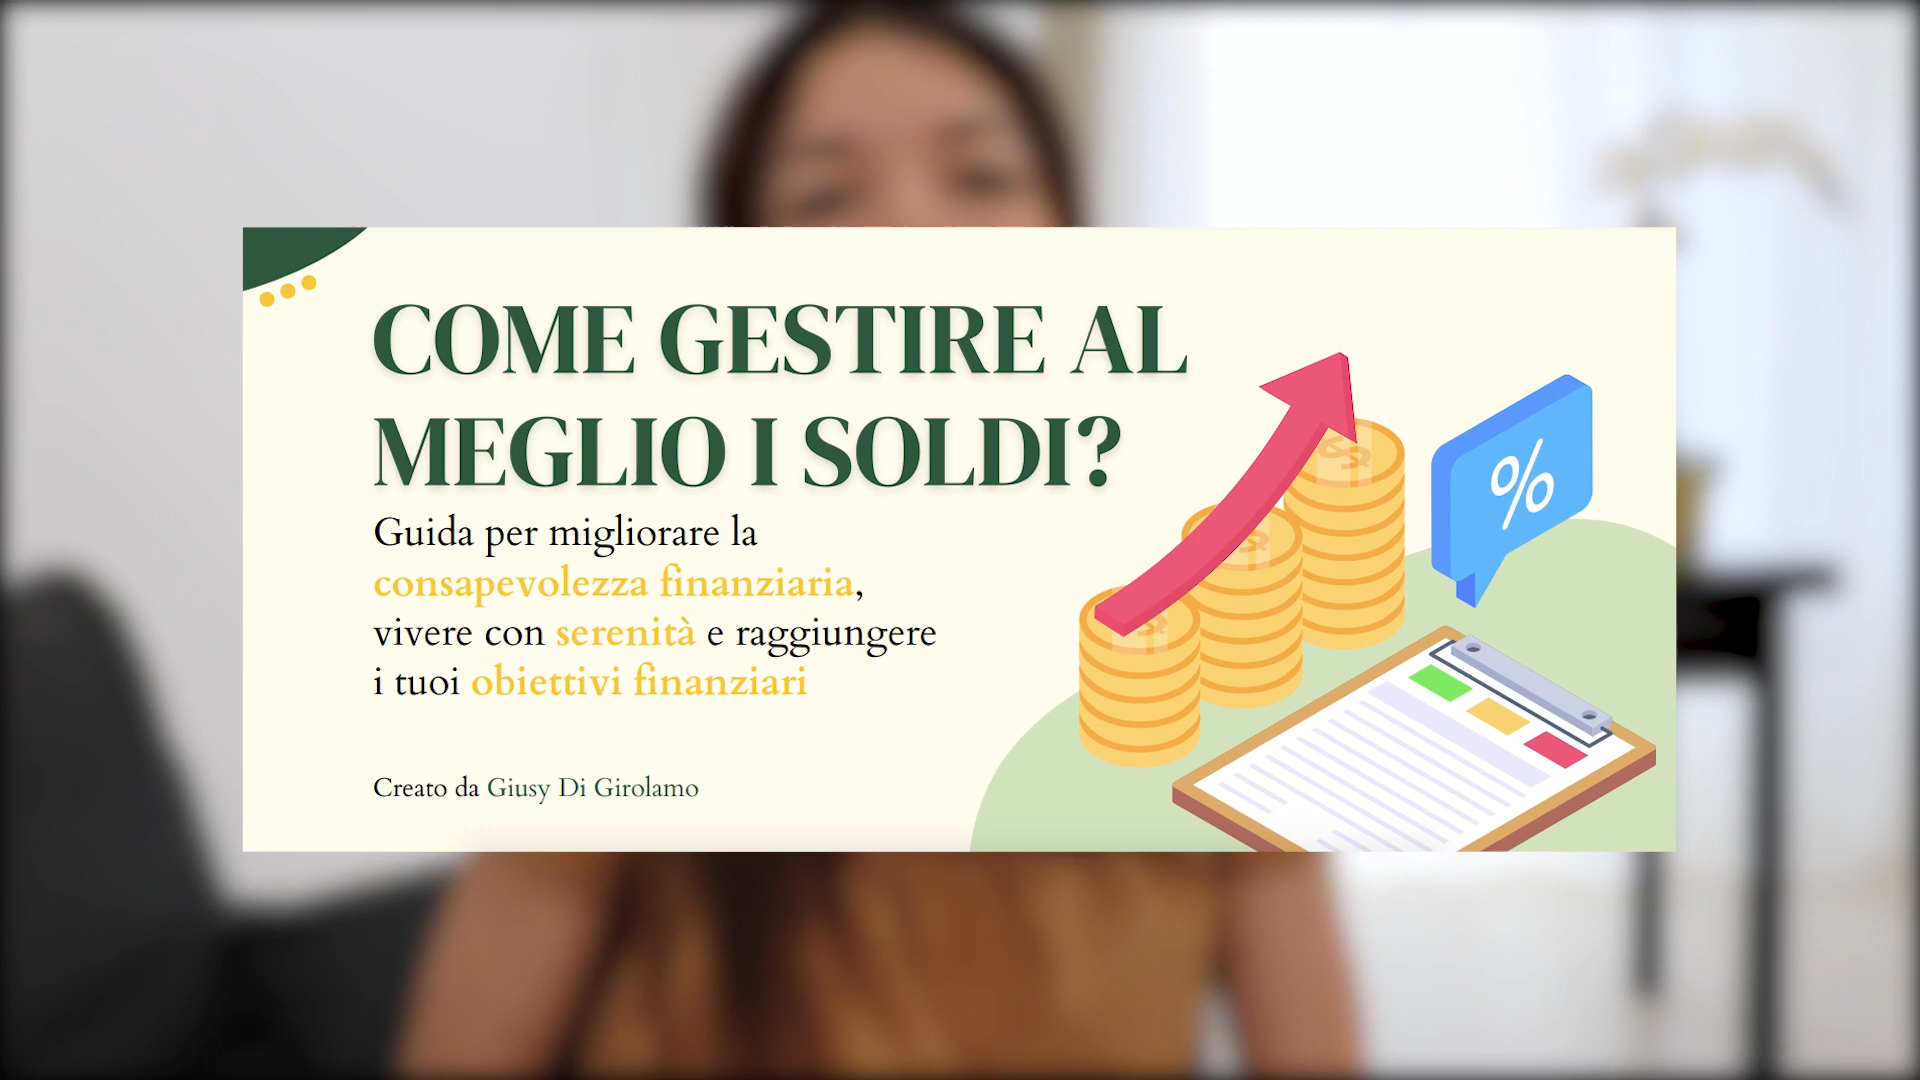 COME GESTIRE AL
MEGLIO I SOLDI?
Guida per migliorare la
consapevolezza finanziaria,
vivere con serenità e raggiungere
i tuoi obiettivi finanziari
%
Creato da Giusy Di Girolamo